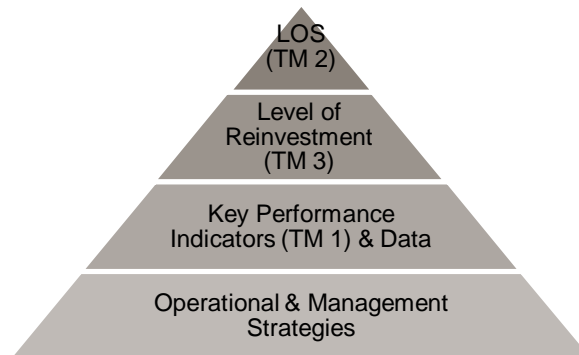 LOS
(TM 2)
Level of
Reinvestment
(TM 3)
Key Performance
Indicators (TM 1) & Data
Operational & Management
Strategies